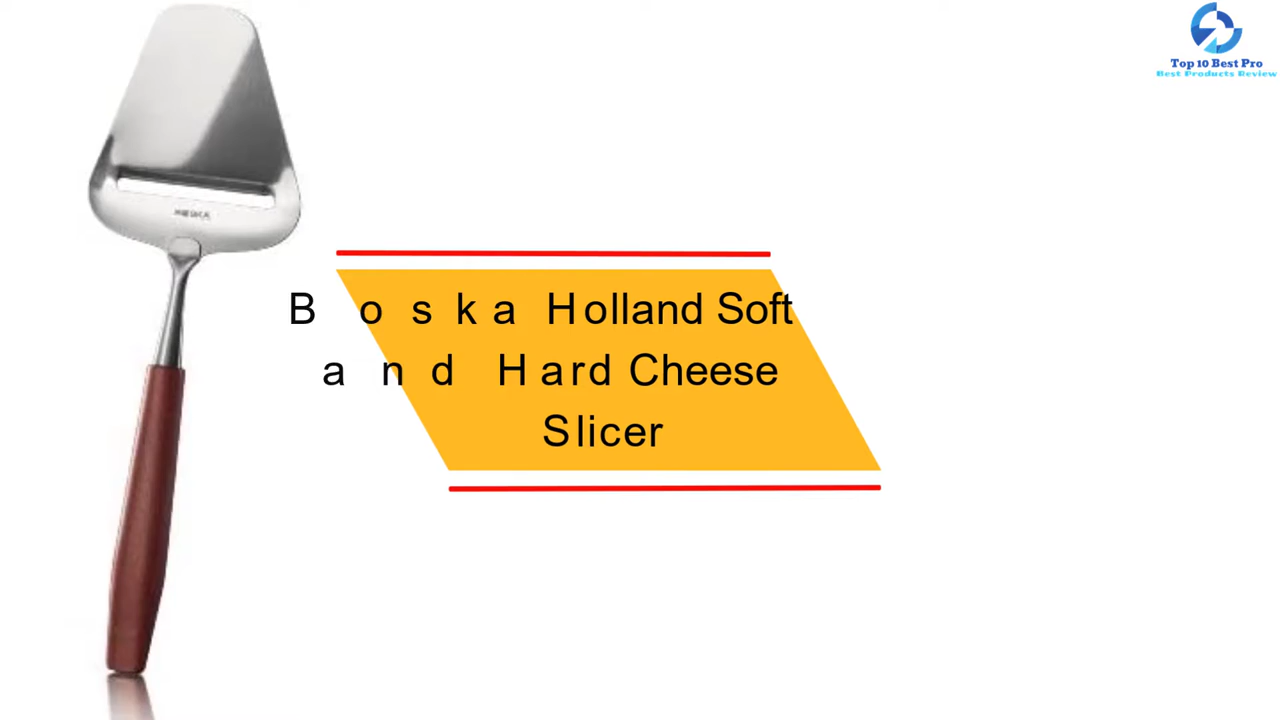 Top 10 Best Pro
Best Products Review
Boska Holland Soft
and Hard Cheese
Slicer